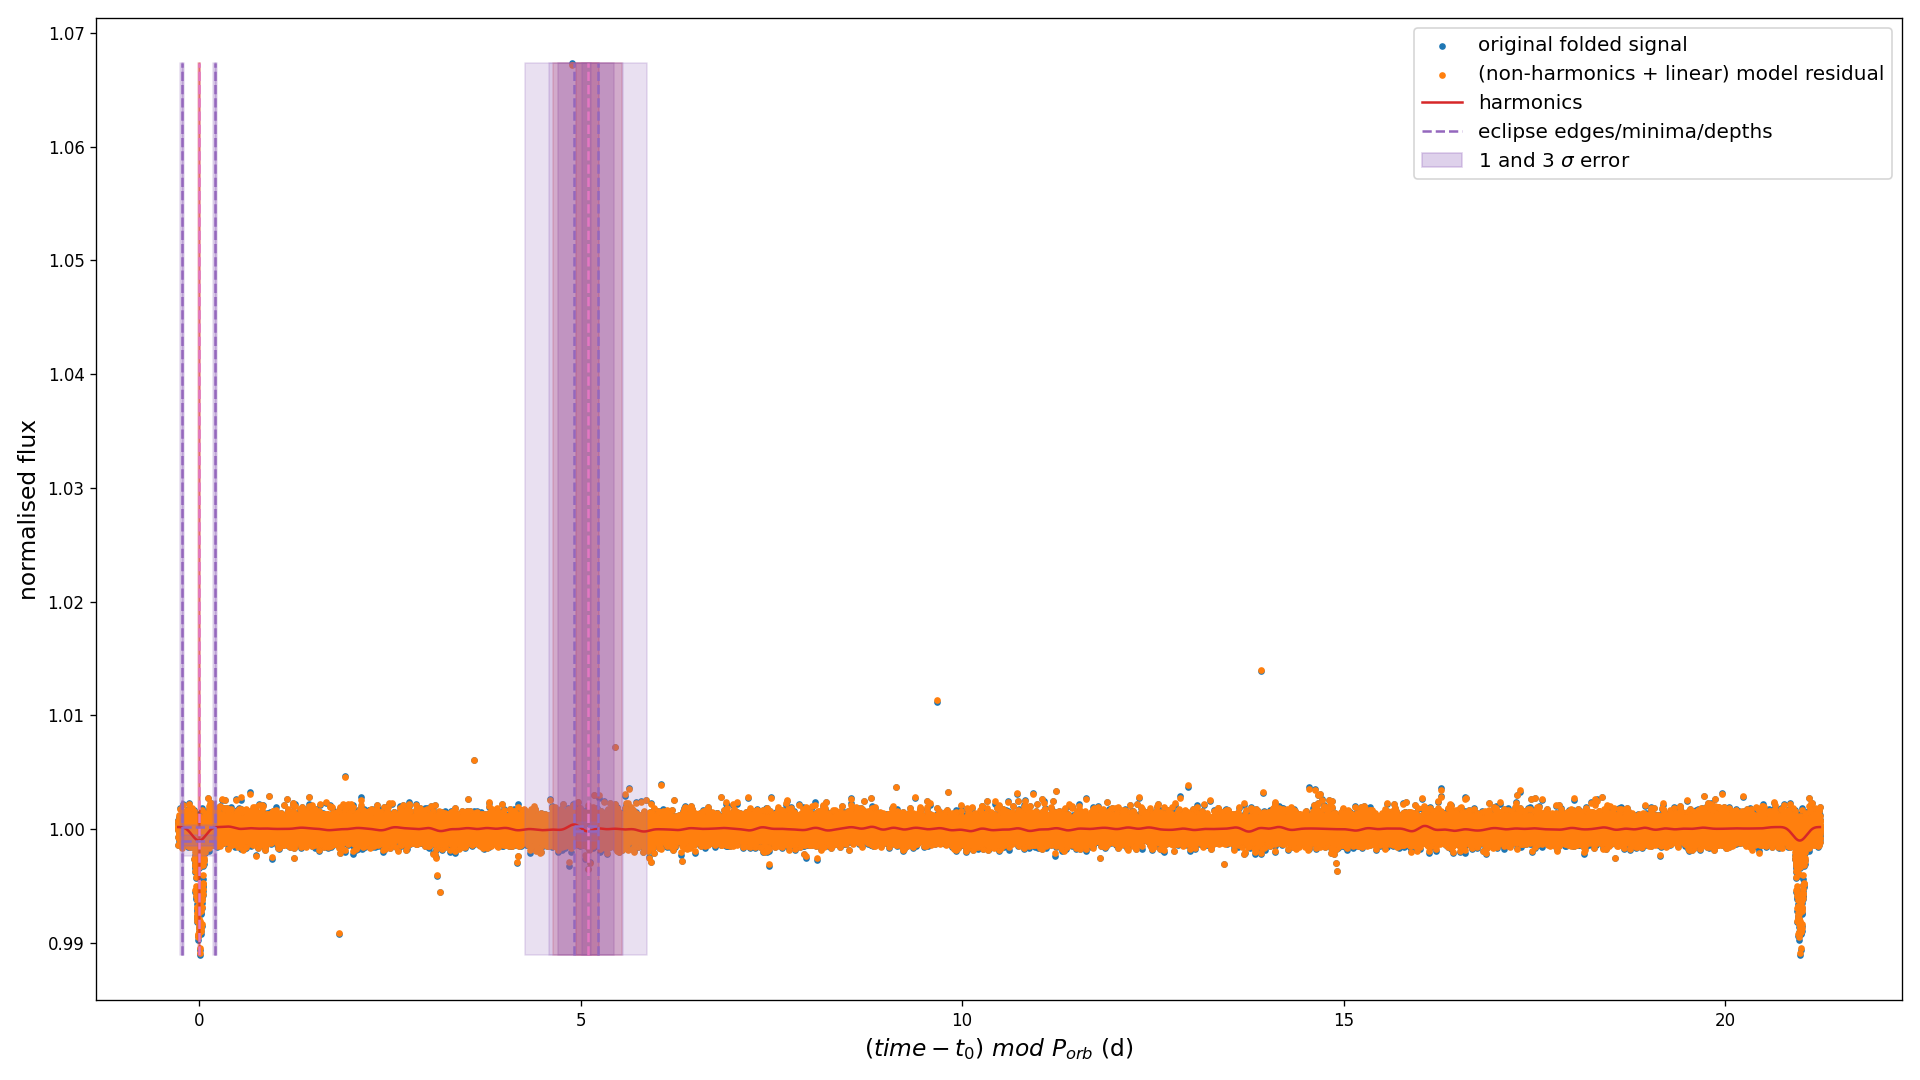 1.07
1.06
1.05
1.04
1.03
1.02
1.01
1.00
0.99
normalised flux
original folded signal
(non-harmonics + linear) model residual
harmonics
eclipse edges/minima/depths
1 and 3 σ error
0
5
10
15
20
(time − t₀) mod Pₒᵣb (d)